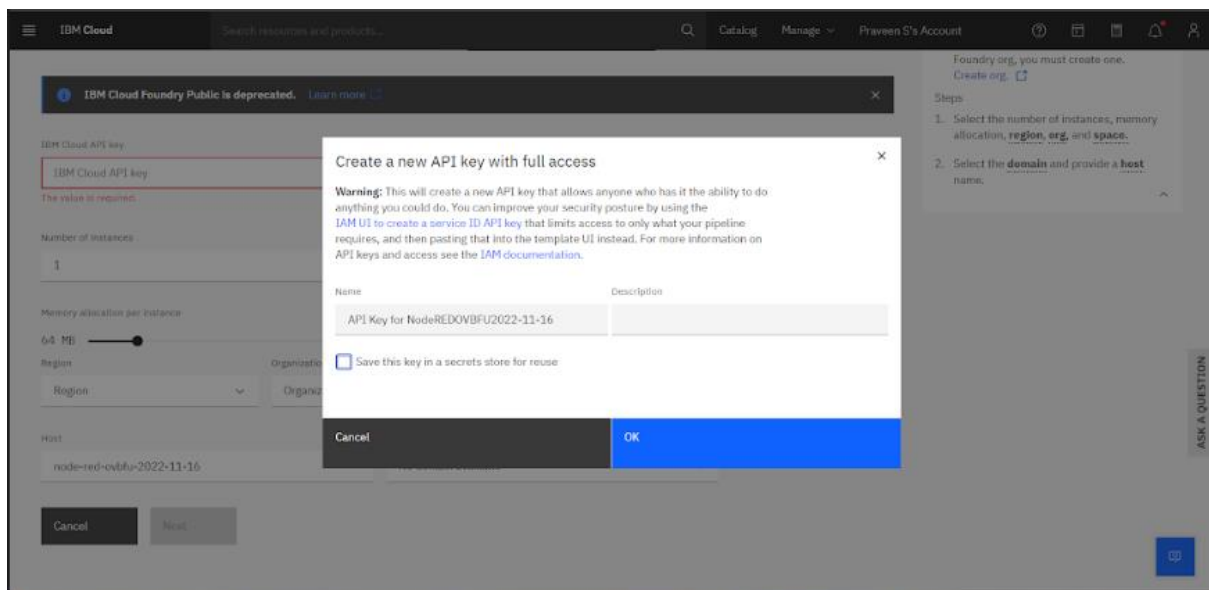 IBM Cloud
Search resources and products...
Catalog
Manage
Praveen S's Account
Foundry org, you must create one.
Create org.
IBM Cloud Foundry Public is deprecated. Learn more
Steps
1. Select the number of instances, memory
allocation, region, org, and space.
2. Select the domain and provide a host
name.
IBM Cloud API key
IBM Cloud API key
The value is required.
Number of instances
1
Memory allocation per instance
64 MB
Region
Organizatio
Region
Organiz
Host
node-red-ovbfu-2022-11-16
Cancel
Next
Create a new API key with full access
Warning: This will create a new API key that allows anyone who has it the ability to do
anything you could do. You can improve your security posture by using the
IAM UI to create a service ID API key that limits access to only what your pipeline
requires, and then pasting that into the template UI instead. For more information on
API keys and access see the IAM documentation.
Name
Description
API Key for NodeREDOVBFU2022-11-16
Save this key in a secrets store for reuse
Cancel
OK
ASK A QUESTION